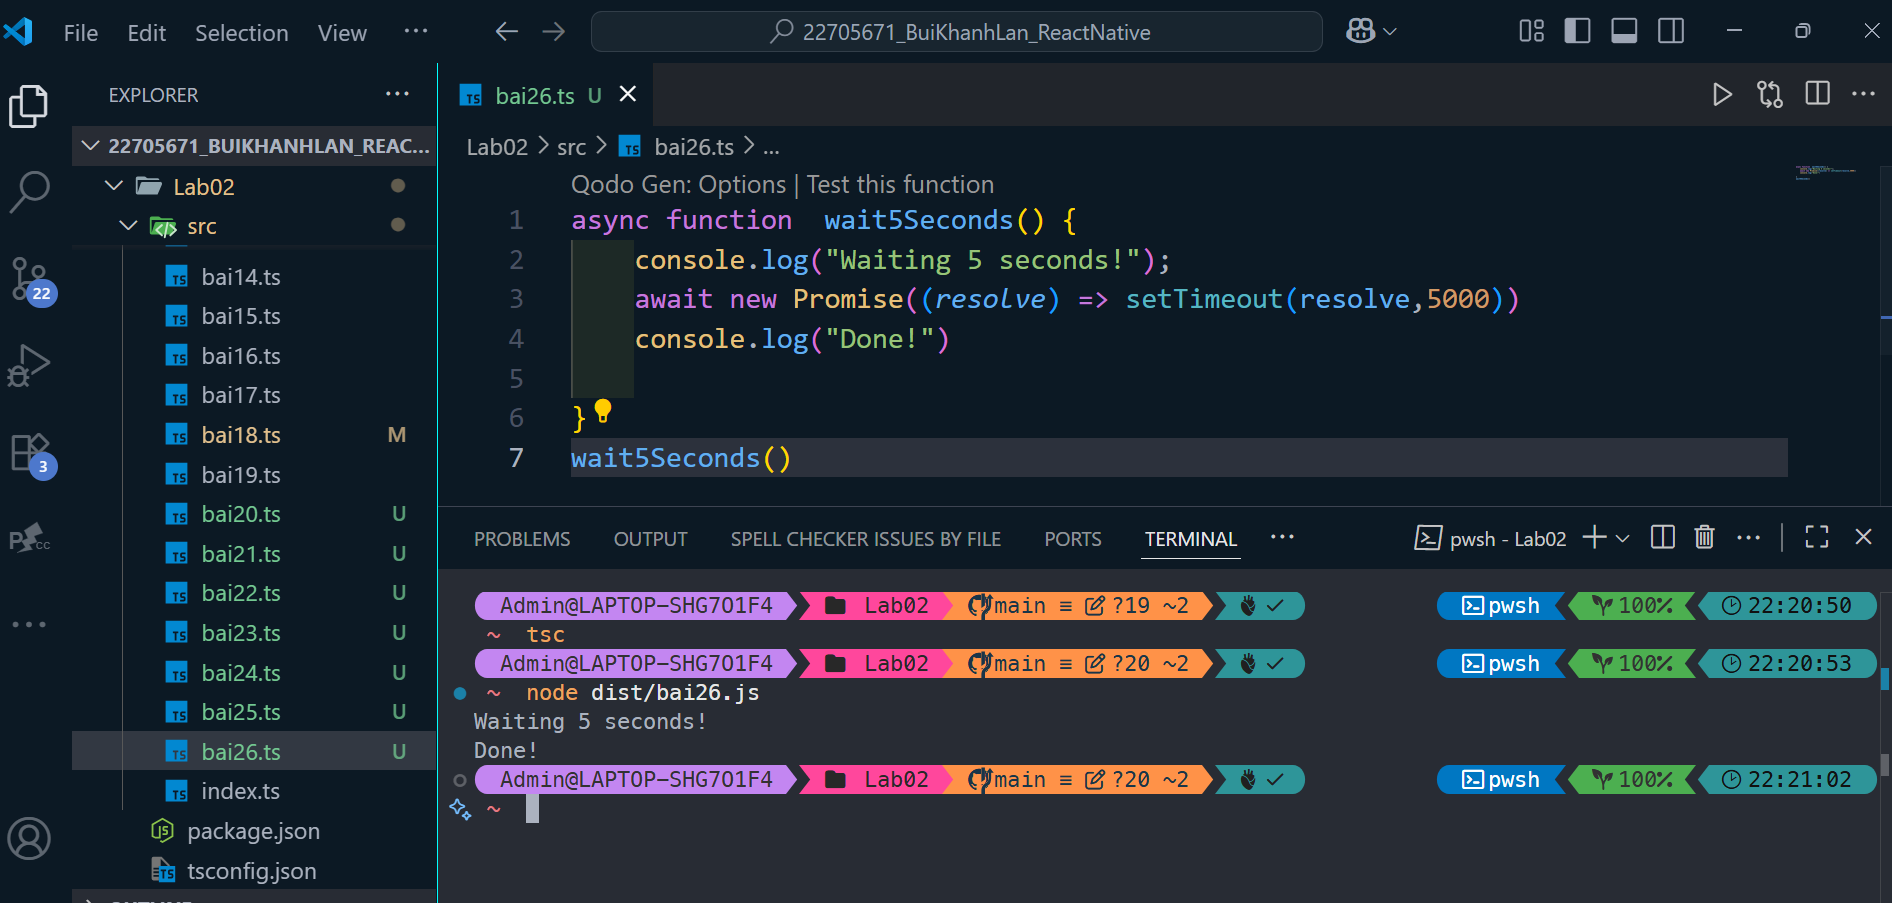 File Edit Selection View ...
22705671_BuiKhanhLan_ReactNative
EXPLORER ...
22705671_BUIKHANHLAN_REAC...
Lab02
src
22
3
bai14.ts
bai15.ts
bai16.ts
bai17.ts
bai18.ts M
bai19.ts
bai20.ts U
bai21.ts U
bai22.ts U
bai23.ts U
bai24.ts U
bai25.ts U
bai26.ts U
index.ts
package.json
tsconfig.json
bai26.ts U
Lab02 > src > bai26.ts > ...
Qodo Gen: Options | Test this function
1 async function  wait5Seconds() {
2     console.log("Waiting 5 seconds!");
3     await new Promise((resolve) => setTimeout(resolve,5000))
4     console.log("Done!")
5
6 }
7 wait5Seconds()
PROBLEMS OUTPUT SPELL CHECKER ISSUES BY FILE PORTS TERMINAL ... pwsh - Lab02
Admin@LAPTOP-SHG7O1F4 Lab02 main ≡ ?19 ~2 pwsh 100% 22:20:50
~ tsc
Admin@LAPTOP-SHG7O1F4 Lab02 main ≡ ?20 ~2 pwsh 100% 22:20:53
~ node dist/bai26.js
Waiting 5 seconds!
Done!
Admin@LAPTOP-SHG7O1F4 Lab02 main ≡ ?20 ~2 pwsh 100% 22:21:02
~